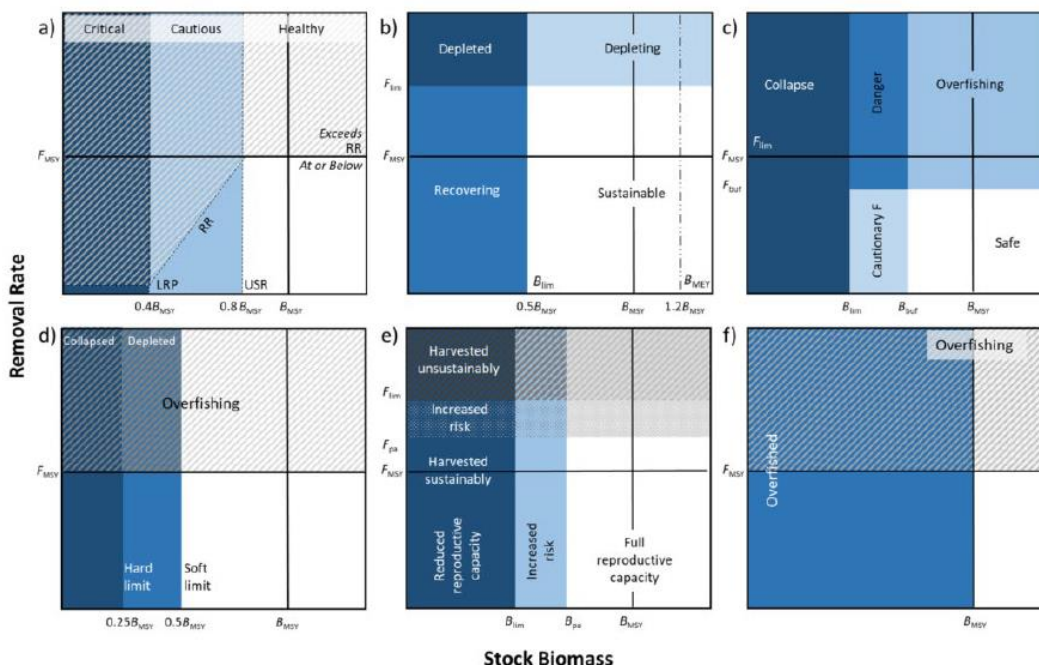 a)
Critical
Cautious
Healthy
Exceeds
RR
F_MSY
At or Below
RR
LRP
USR
0.4B_MSY
0.8B_MSY
B_MSY
b)
Depleted
Depleting
F_lim
F_MSY
Recovering
Sustainable
B_lim
B_MEY
0.5B_MSY
B_MSY
1.2B_MSY
c)
Collapse
Danger
Overfishing
F_lim
F_MSY
F_buf
Cautionary F
Safe
B_lim
B_buf
B_MSY
Removal Rate
d)
Collapsed
Depleted
Overfishing
F_MSY
Hard
limit
Soft
limit
0.25B_MSY
0.5B_MSY
B_MSY
e)
Harvested
unsustainably
F_lim
Increased
risk
F_pa
F_MSY
Harvested
sustainably
Reduced
reproductive
capacity
Increased
risk
Full
reproductive
capacity
B_lim
B_pa
B_MSY
f)
Overfishing
F_MSY
Overfished
B_MSY
Stock Biomass